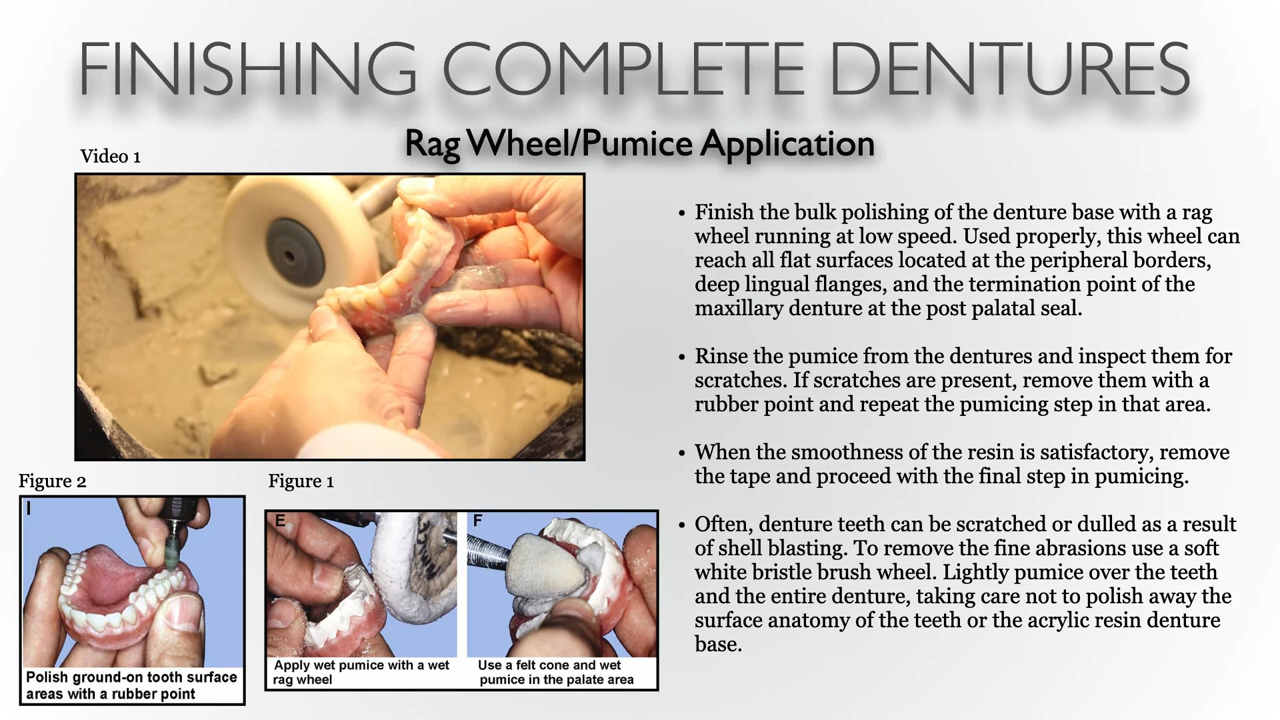 FINISHING COMPLETE DENTURES
Rag Wheel/Pumice Application
Video 1
• Finish the bulk polishing of the denture base with a rag
wheel running at low speed. Used properly, this wheel can
reach all flat surfaces located at the peripheral borders,
deep lingual flanges, and the termination point of the
maxillary denture at the post palatal seal.
• Rinse the pumice from the dentures and inspect them for
scratches. If scratches are present, remove them with a
rubber point and repeat the pumicing step in that area.
• When the smoothness of the resin is satisfactory, remove
the tape and proceed with the final step in pumicing.
• Often, denture teeth can be scratched or dulled as a result
of shell blasting. To remove the fine abrasions use a soft
white bristle brush wheel. Lightly pumice over the teeth
and the entire denture, taking care not to polish away the
surface anatomy of the teeth or the acrylic resin denture
base.
Figure 2
I
Polish ground-on tooth surface
areas with a rubber point
Figure 1
E
Apply wet pumice with a wet
rag wheel
F
Use a felt cone and wet
pumice in the palate area